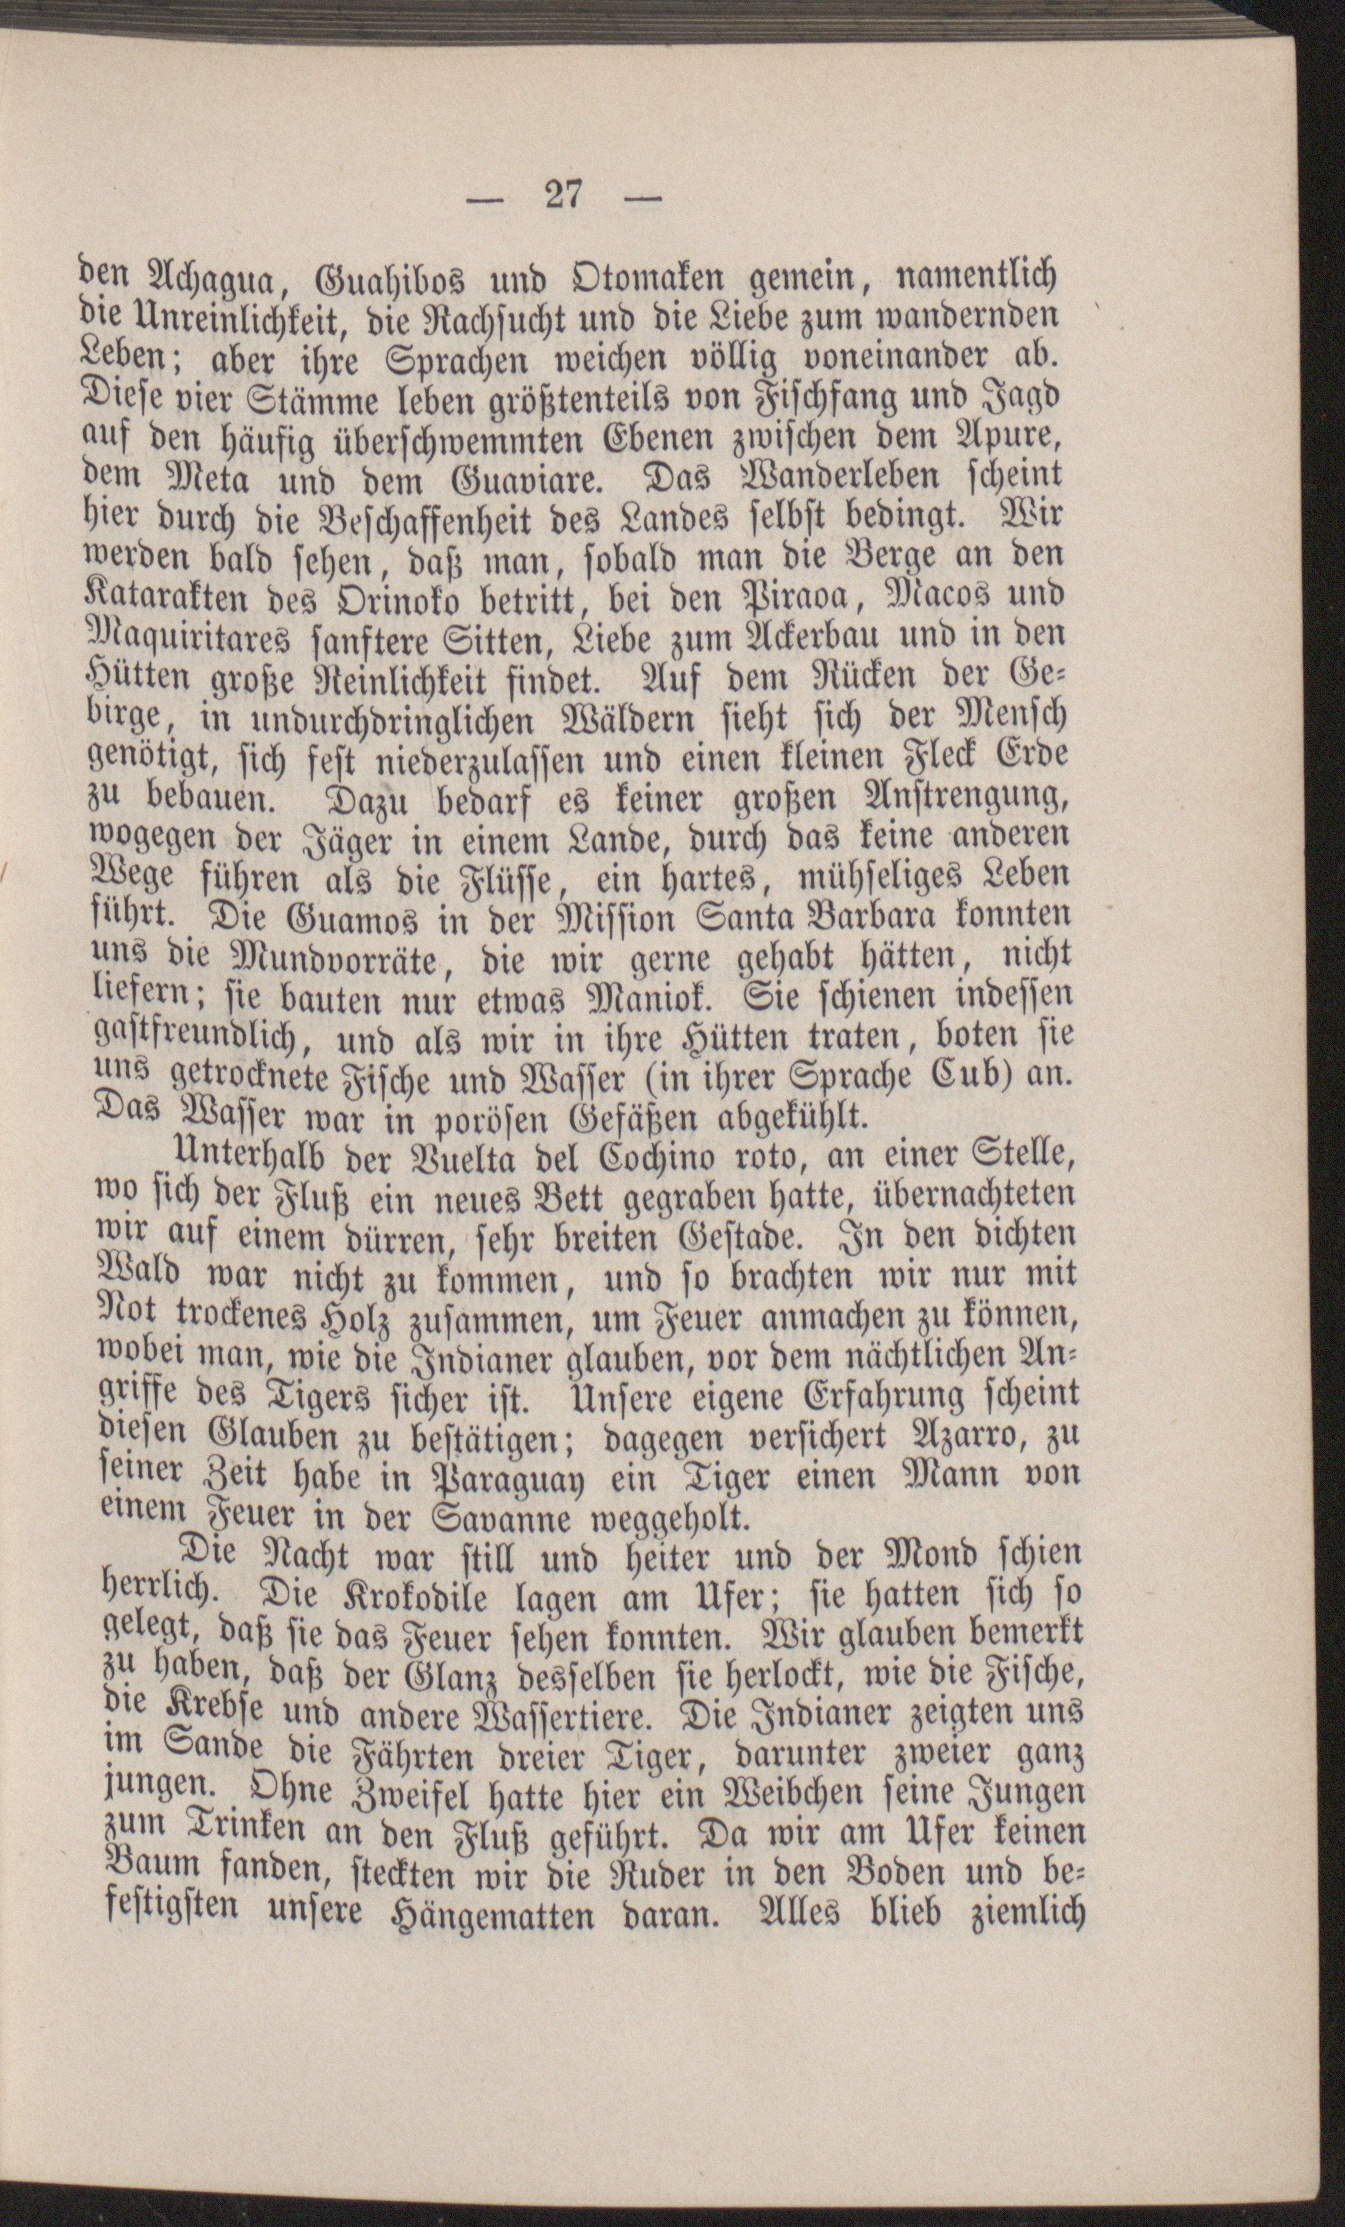 — 27 —
den Achagua, Guahibos und Otomaken gemein, namentlich
die Unreinlichkeit, die Rachsucht und die Liebe zum wandernden
Leben; aber ihre Sprachen weichen völlig voneinander ab.
Diese vier Stämme leben größtenteils von Fischfang und Jagd
auf den häufig überschwemmten Ebenen zwischen dem Apure,
dem Meta und dem Guaviare. Das Wanderleben scheint
hier durch die Beschaffenheit des Landes selbst bedingt. Wir
werden bald sehen, daß man, sobald man die Berge an den
Katarakten des Orinoko betritt, bei den Piraoa, Macos und
Maquiritares sanftere Sitten, Liebe zum Ackerbau und in den
Hütten große Reinlichkeit findet. Auf dem Rücken der Ge-
birge, in undurchdringlichen Wäldern sieht sich der Mensch
genötigt, sich fest niederzulassen und einen kleinen Fleck Erde
zu bebauen. Dazu bedarf es keiner großen Anstrengung,
wogegen der Jäger in einem Lande, durch das keine anderen
Wege führen als die Flüsse, ein hartes, mühseliges Leben
führt. Die Guamos in der Mission Santa Barbara konnten
uns die Mundvorräte, die wir gerne gehabt hätten, nicht
liefern; sie bauten nur etwas Maniok. Sie schienen indessen
gastfreundlich, und als wir in ihre Hütten traten, boten sie
uns getrocknete Fische und Wasser (in ihrer Sprache Cub) an.
Das Wasser war in porösen Gefäßen abgekühlt.
Unterhalb der Vuelta del Cochino roto, an einer Stelle,
wo sich der Fluß ein neues Bett gegraben hatte, übernachteten
wir auf einem dürren, sehr breiten Gestade. In den dichten
Wald war nicht zu kommen, und so brachten wir nur mit
Not trockenes Holz zusammen, um Feuer anmachen zu können,
wobei man, wie die Indianer glauben, vor dem nächtlichen An-
griffe des Tigers sicher ist. Unsere eigene Erfahrung scheint
diesen Glauben zu bestätigen; dagegen versichert Azarro, zu
seiner Zeit habe in Paraguay ein Tiger einen Mann von
einem Feuer in der Savanne weggeholt.
Die Nacht war still und heiter und der Mond schien
herrlich. Die Krokodile lagen am Ufer; sie hatten sich so
gelegt, daß sie das Feuer sehen konnten. Wir glauben bemerkt
zu haben, daß der Glanz desselben sie herlockt, wie die Fische,
die Krebse und andere Wassertiere. Die Indianer zeigten uns
im Sande die Fährten dreier Tiger, darunter zweier ganz
jungen. Ohne Zweifel hatte hier ein Weibchen seine Jungen
zum Trinken an den Fluß geführt. Da wir am Ufer keinen
Baum fanden, steckten wir die Ruder in den Boden und be-
festigsten unsere Hängematten daran. Alles blieb ziemlich